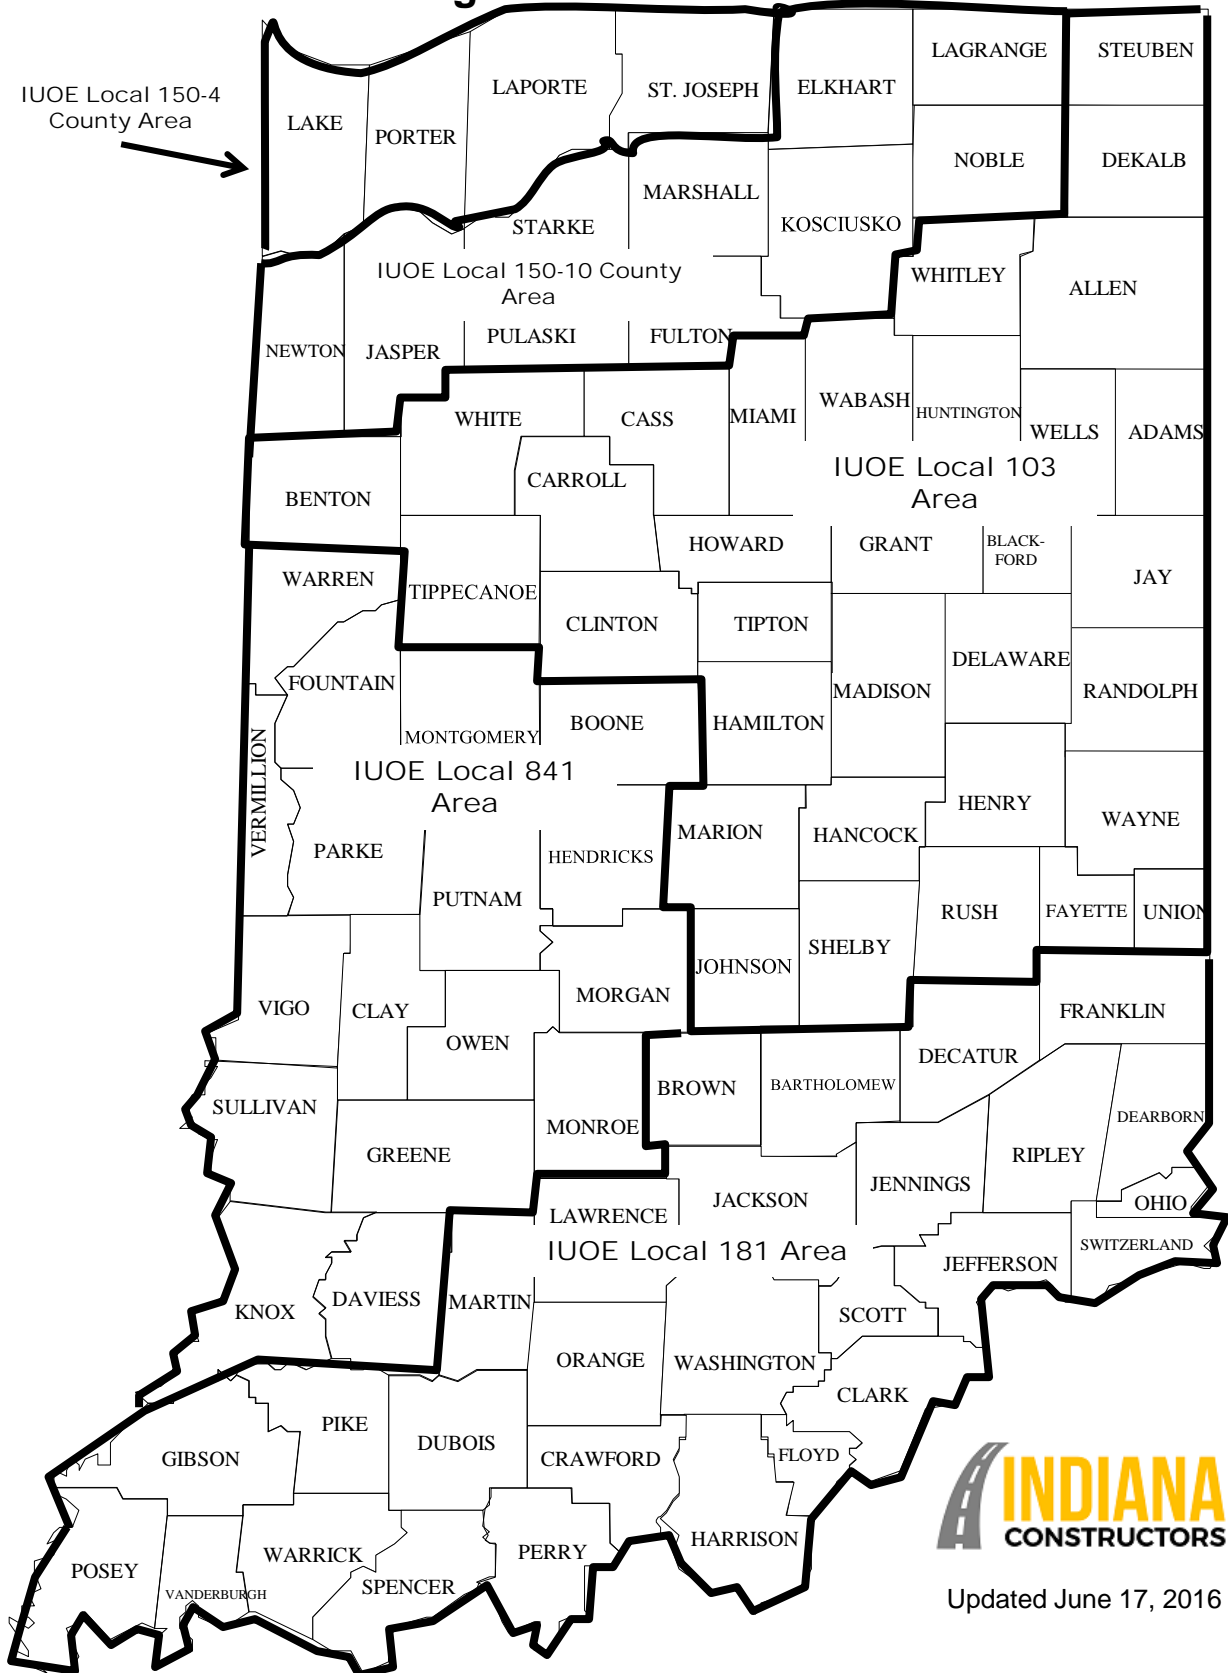 IUOE Local 150-4
County Area
LAKE
PORTER
LAPORTE
ST. JOSEPH
ELKHART
LAGRANGE
STEUBEN
NOBLE
DEKALB
MARSHALL
STARKE
KOSCIUSKO
IUOE Local 150-10 County
Area
WHITLEY
ALLEN
NEWTON
JASPER
PULASKI
FULTON
WHITE
CASS
MIAMI
WABASH
HUNTINGTON
WELLS
ADAMS
IUOE Local 103
Area
BENTON
CARROLL
HOWARD
GRANT
BLACK-
FORD
JAY
WARREN
TIPPECANOE
CLINTON
TIPTON
DELAWARE
FOUNTAIN
MADISON
RANDOLPH
MONTGOMERY
BOONE
HAMILTON
VERMILLION
IUOE Local 841
Area
HENRY
WAYNE
MARION
HANCOCK
PARKE
HENDRICKS
PUTNAM
RUSH
FAYETTE
UNION
SHELBY
JOHNSON
MORGAN
VIGO
CLAY
OWEN
FRANKLIN
DECATUR
BROWN
BARTHOLOMEW
SULLIVAN
MONROE
DEARBORN
GREENE
RIPLEY
JENNINGS
JACKSON
OHIO
LAWRENCE
IUOE Local 181 Area
SWITZERLAND
JEFFERSON
KNOX
DAVIESS
MARTIN
SCOTT
ORANGE
WASHINGTON
CLARK
PIKE
DUBOIS
GIBSON
CRAWFORD
FLOYD
HARRISON
WARRICK
PERRY
POSEY
SPENCER
VANDERBURGH
INDIANA
CONSTRUCTORS
Updated June 17, 2016